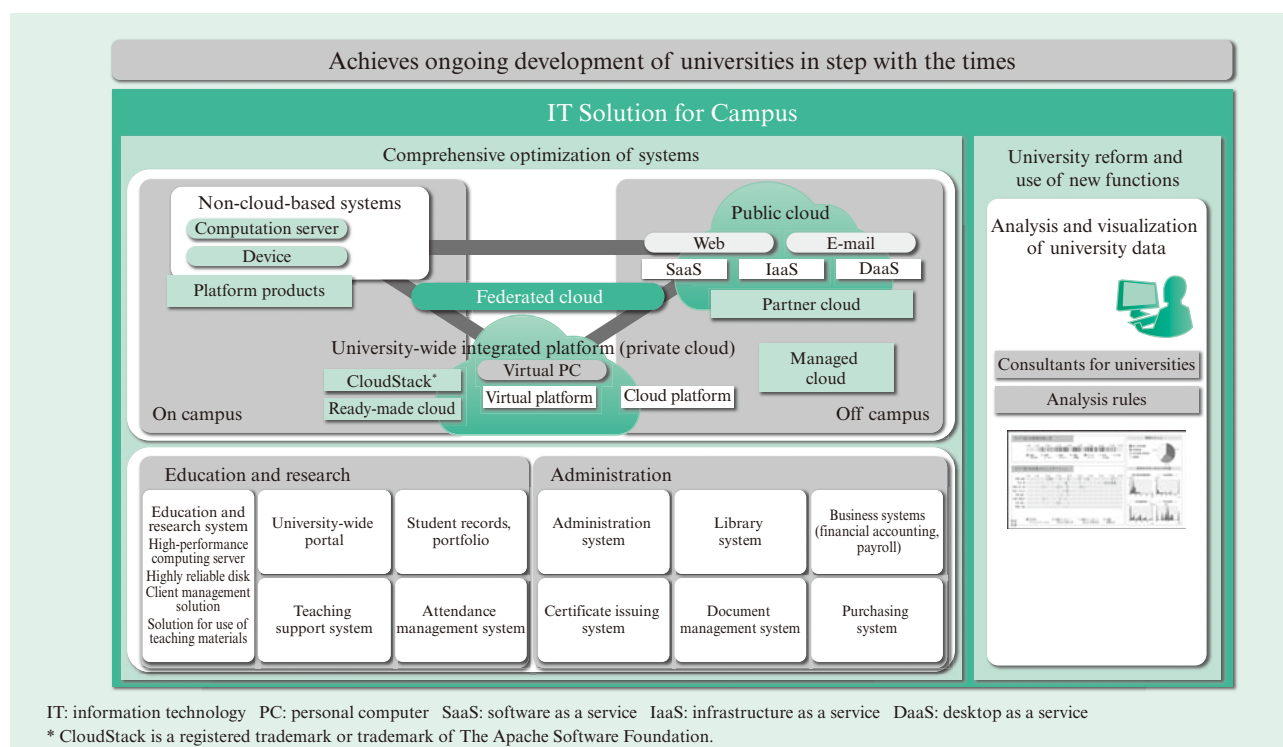 Achieves ongoing development of universities in step with the times
IT Solution for Campus
Comprehensive optimization of systems
Non-cloud-based systems
Computation server
Device
Platform products
Public cloud
Web
E-mail
SaaS
IaaS
DaaS
Partner cloud
Federated cloud
University-wide integrated platform (private cloud)
Virtual PC
CloudStack*
Ready-made cloud
Virtual platform
Cloud platform
Managed
cloud
On campus
Off campus
Education and research
Education and
research system
High-performance
computing server
Highly reliable disk
Client management
solution
Solution for use of
teaching materials
University-wide
portal
Student records,
portfolio
Teaching
support system
Attendance
management system
Administration
Administration
system
Library
system
Business systems
(financial accounting,
payroll)
Certificate issuing
system
Document
management system
Purchasing
system
University reform and
use of new functions
Analysis and visualization
of university data
Consultants for universities
Analysis rules
IT: information technology PC: personal computer SaaS: software as a service IaaS: infrastructure as a service DaaS: desktop as a service
* CloudStack is a registered trademark or trademark of The Apache Software Foundation.